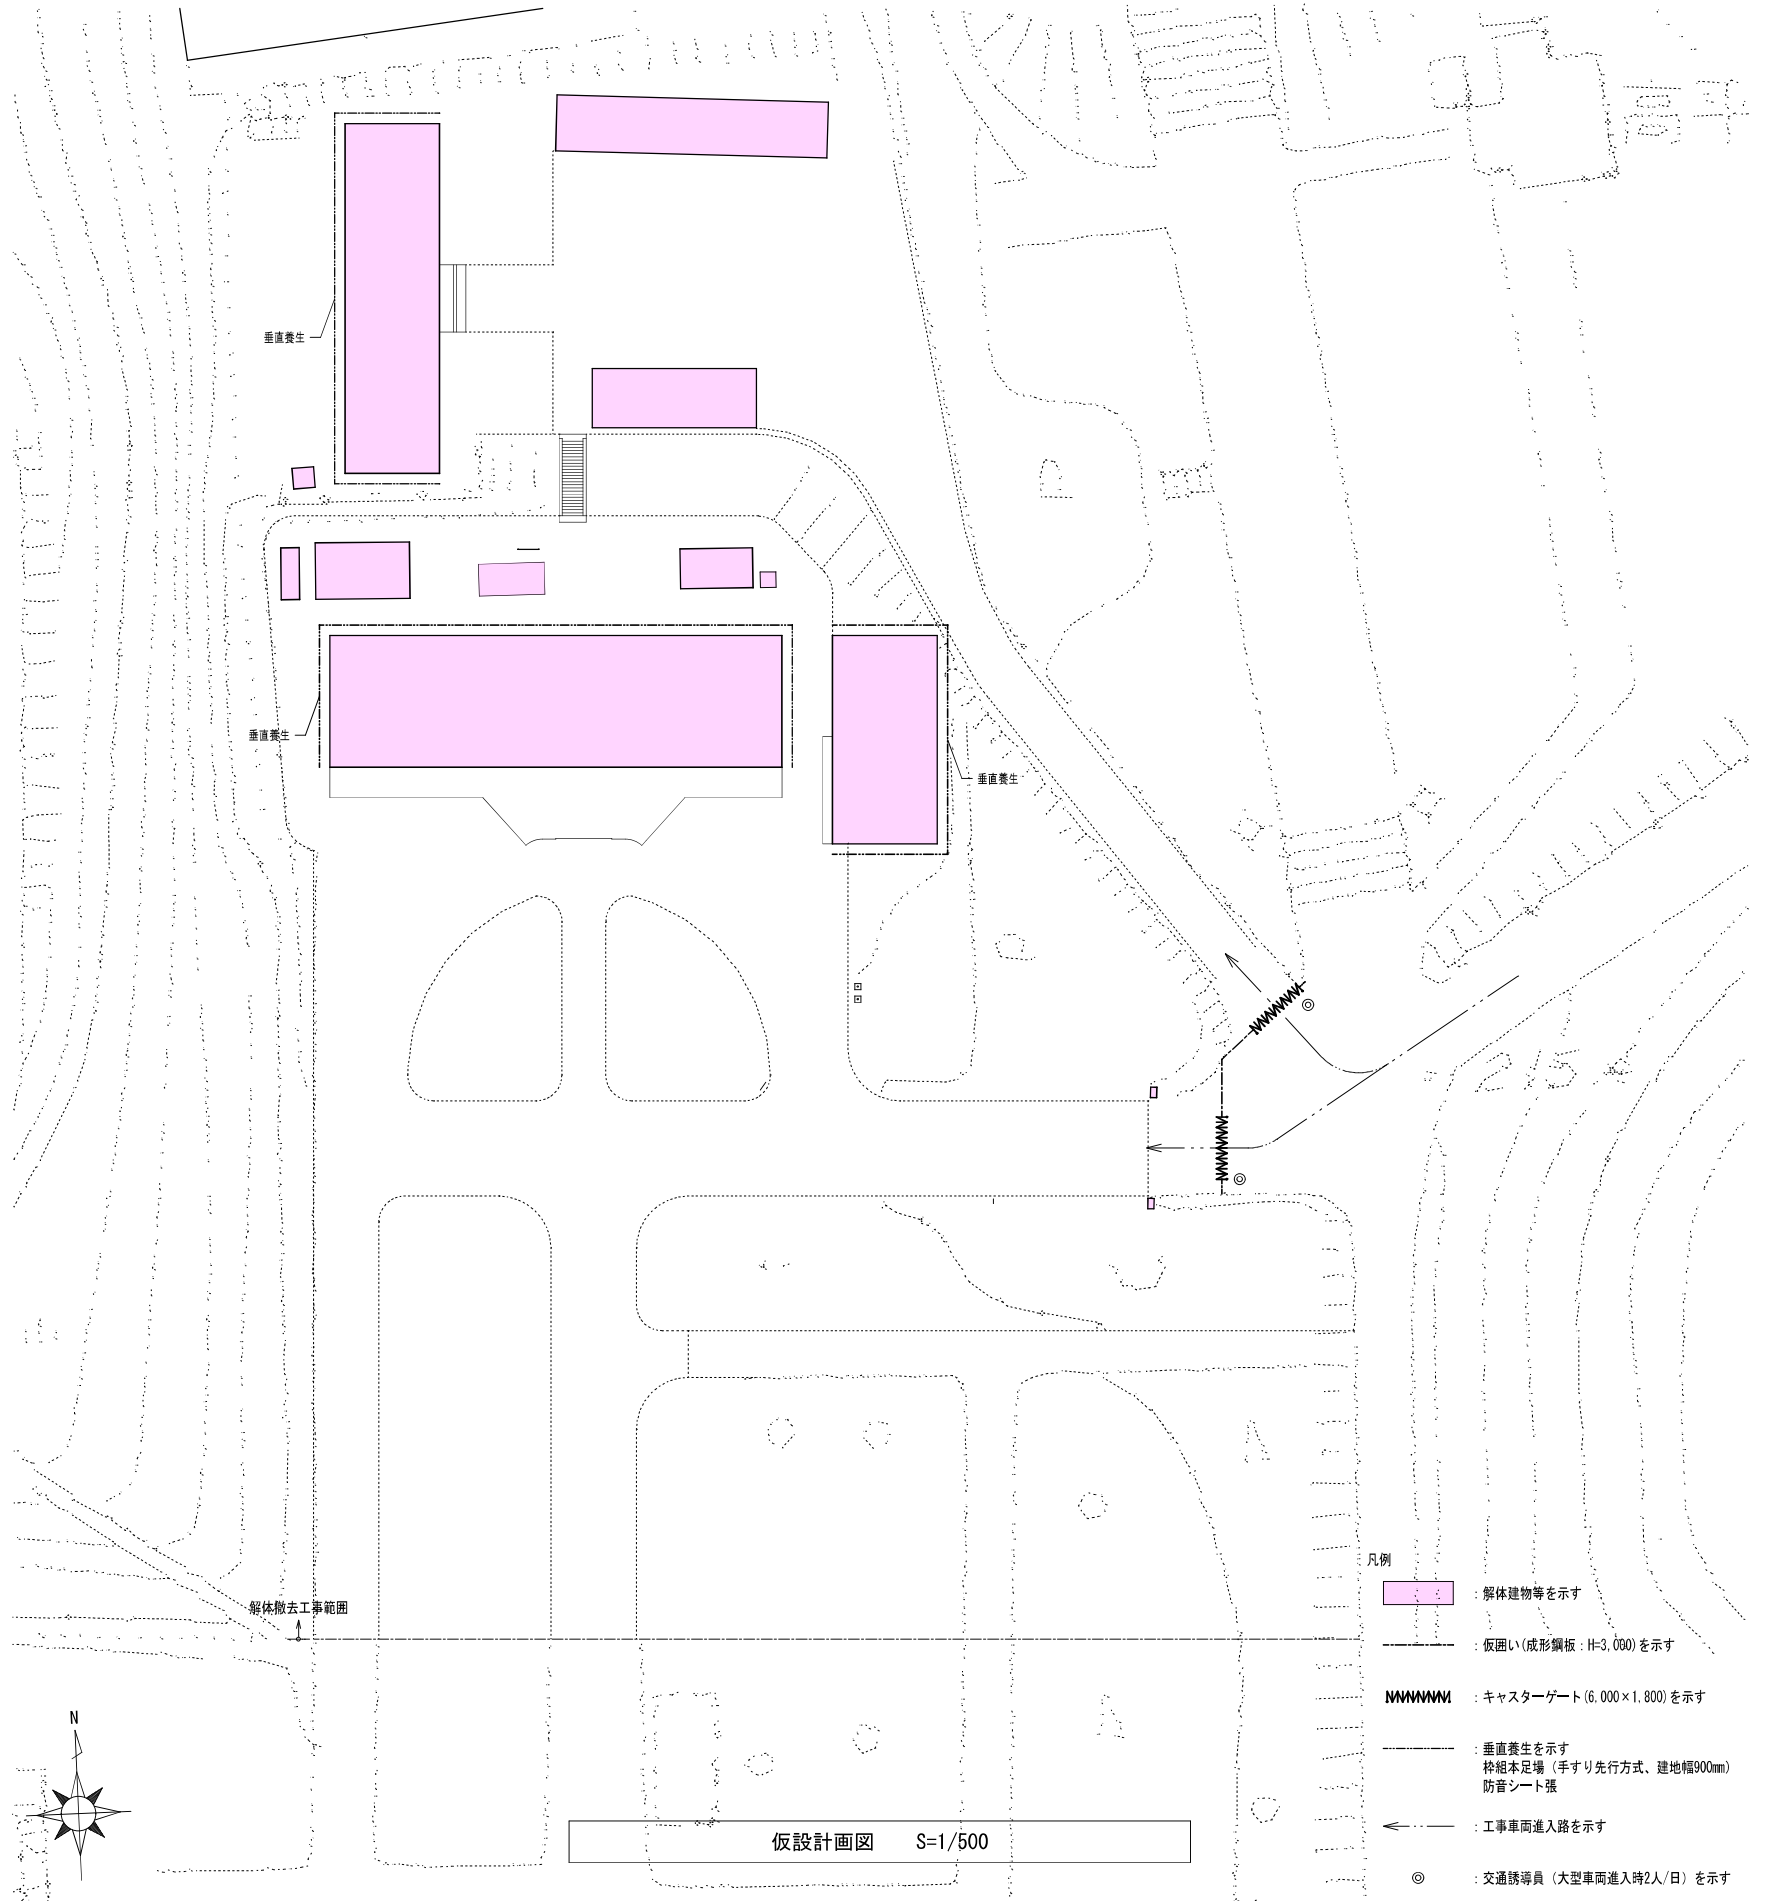 垂直養生
垂直養生
垂直養生
解体撤去工事範囲
N
凡例
：解体建物等を示す
：仮囲い(成形鋼板：H=3,000)を示す
：キャスターゲート(6,000×1,800)を示す
：垂直養生を示す
枠組本足場（手すり先行方式、建地幅900mm）
防音シート張
：工事車両進入路を示す
：交通誘導員（大型車両進入時2人/日）を示す
仮設計画図　　S=1/500